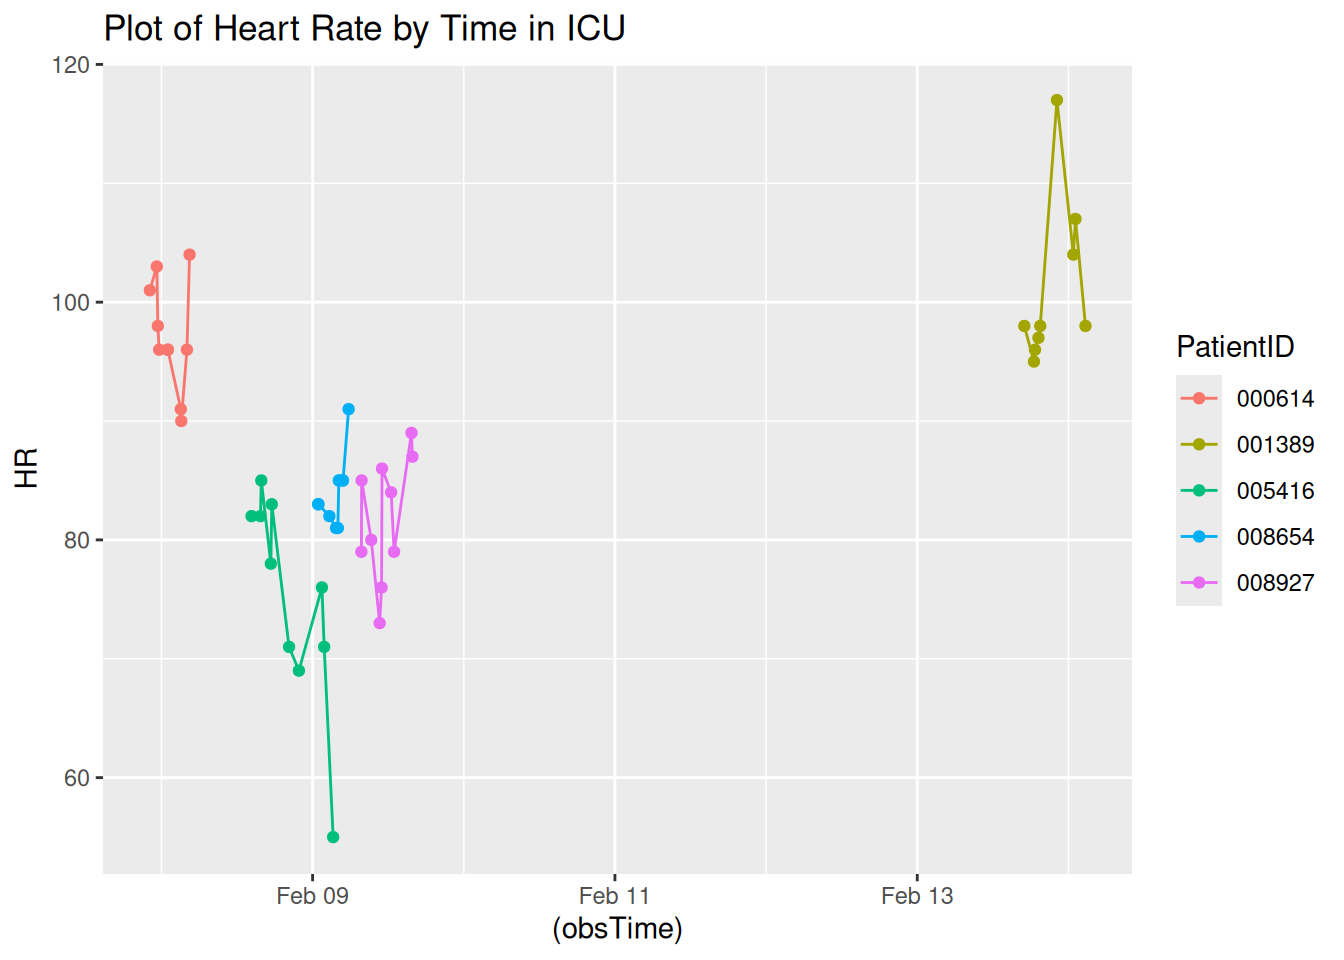 Plot of Heart Rate by Time in ICU
120
100
80
60
HR
Feb 09
Feb 11
Feb 13
(obsTime)
PatientID
000614
001389
005416
008654
008927